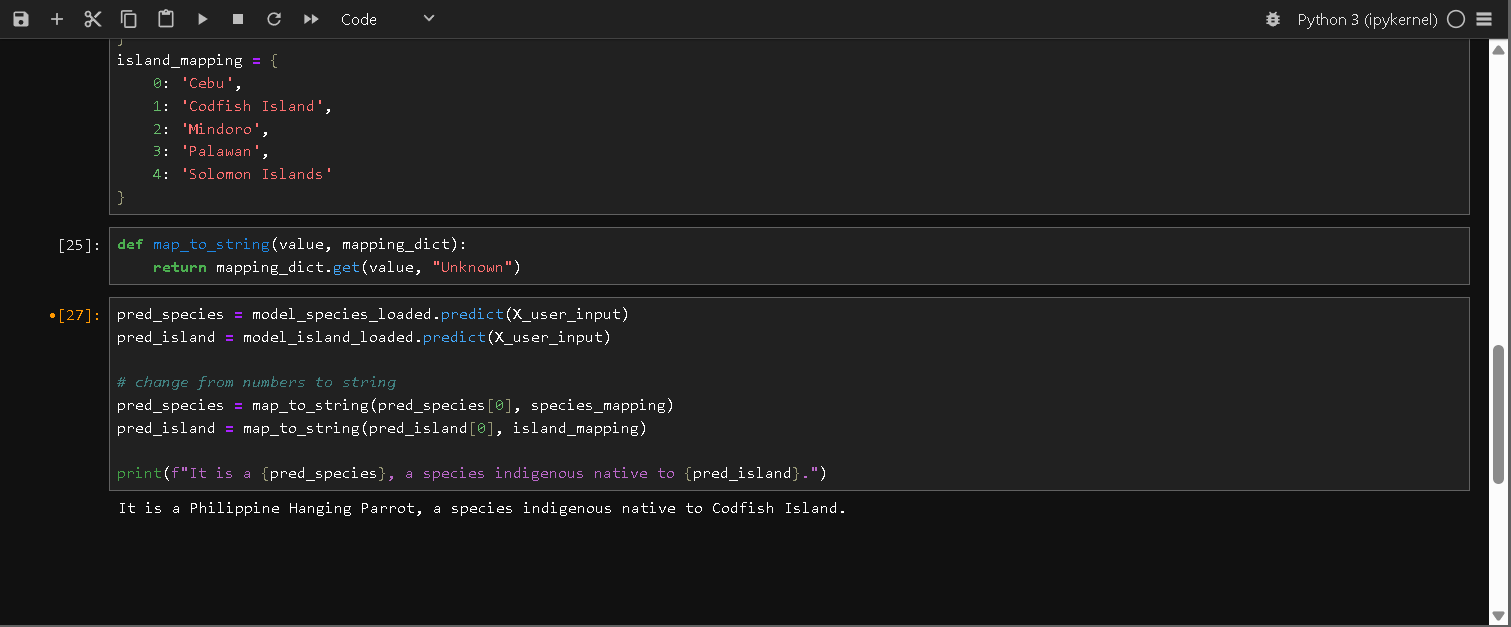 Code
Python 3 (ipykernel)
}
island_mapping = {
    0: 'Cebu',
    1: 'Codfish Island',
    2: 'Mindoro',
    3: 'Palawan',
    4: 'Solomon Islands'
}
[25]: def map_to_string(value, mapping_dict):
    return mapping_dict.get(value, "Unknown")
•[27]: pred_species = model_species_loaded.predict(X_user_input)
pred_island = model_island_loaded.predict(X_user_input)
# change from numbers to string
pred_species = map_to_string(pred_species[0], species_mapping)
pred_island = map_to_string(pred_island[0], island_mapping)
print(f"It is a {pred_species}, a species indigenous native to {pred_island}.")
It is a Philippine Hanging Parrot, a species indigenous native to Codfish Island.